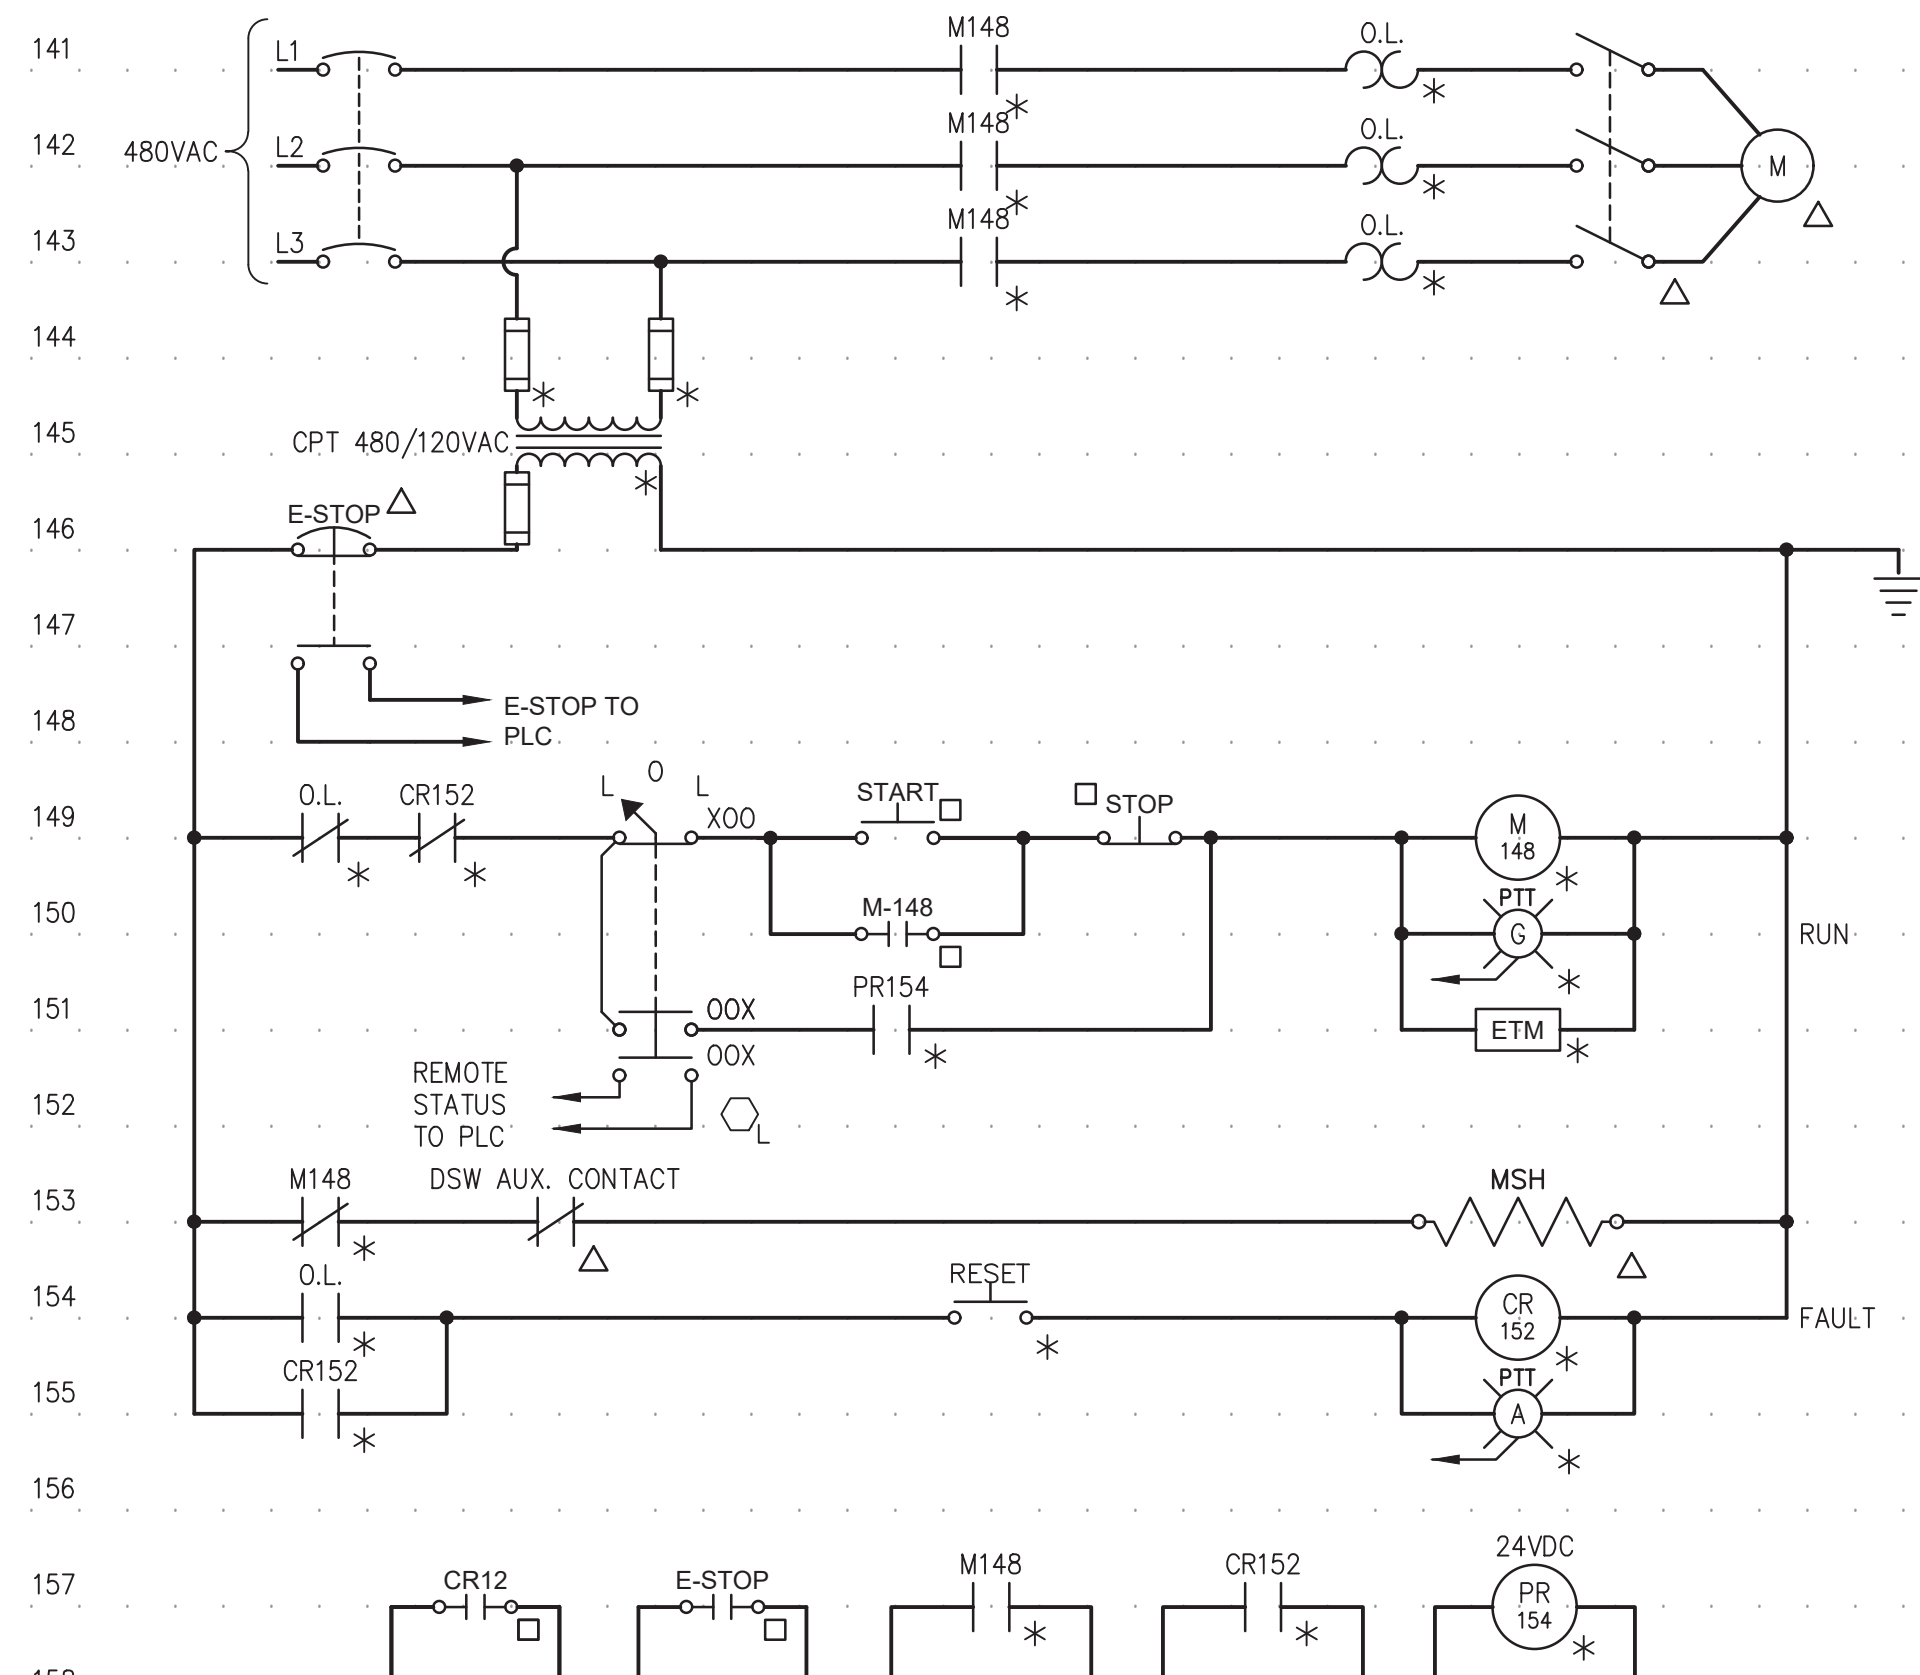 M148
O.L.
141
L1
M148
O.L.
142
480VAC
L2
M
M148
O.L.
143
L3
144
145
CPT 480/120VAC
E-STOP
146
147
E-STOP TO
PLC
148
L O L
O.L.
CR152
X00
START
STOP
149
M
148
PTT
M-148
150
G
RUN
PR154
151
OOX
ETM
OOX
REMOTE
STATUS
TO PLC
152
L
M148
DSW AUX. CONTACT
MSH
153
O.L.
RESET
154
CR
152
FAULT
CR152
PTT
155
A
156
24VDC
M148
CR152
157
CR12
E-STOP
PR
154